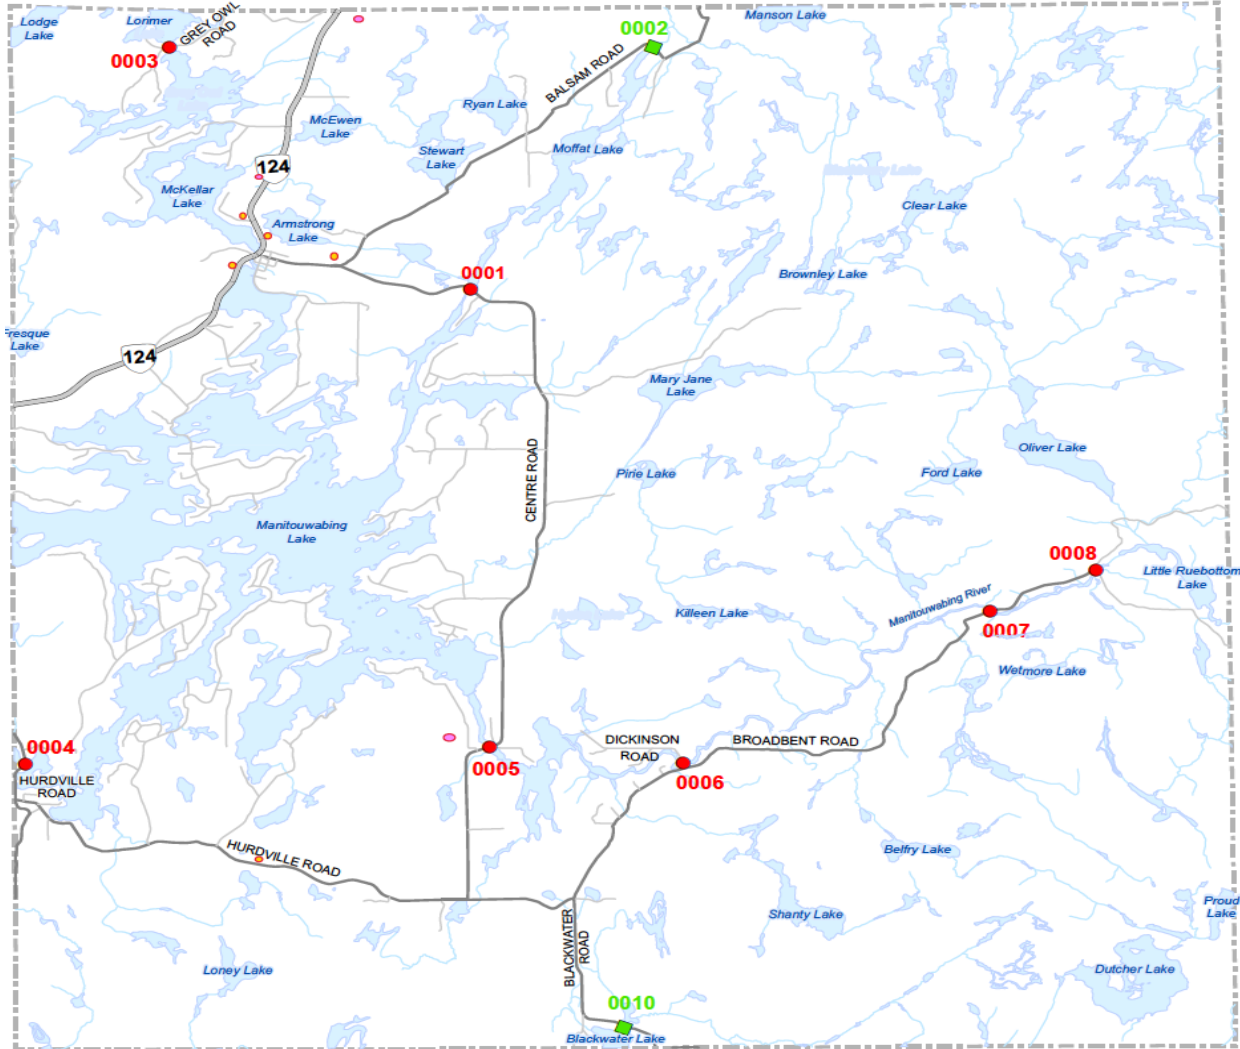 Lodge
Lake
Lorimer
GREY OWL
ROAD
0003
0002
Manson Lake
BALSAM ROAD
Ryan Lake
McEwen
Lake
Stewart
Lake
Moffat Lake
124
McKellar
Lake
Armstrong
Lake
Clear Lake
0001
Brownley Lake
Fresque
Lake
124
Mary Jane
Lake
CENTRE ROAD
Pirie Lake
Ford Lake
Oliver Lake
Manitouwabing
Lake
0008
Little Ruebottom
Lake
Manitouwabing River
Killeen Lake
0007
Wetmore Lake
0004
HURDVILLE
ROAD
0005
DICKINSON
ROAD
BROADBENT ROAD
0006
HURDVILLE ROAD
Belfry Lake
BLACKWATER
ROAD
Shanty Lake
Proud
Lake
Loney Lake
Dutcher Lake
0010
Blackwater Lake